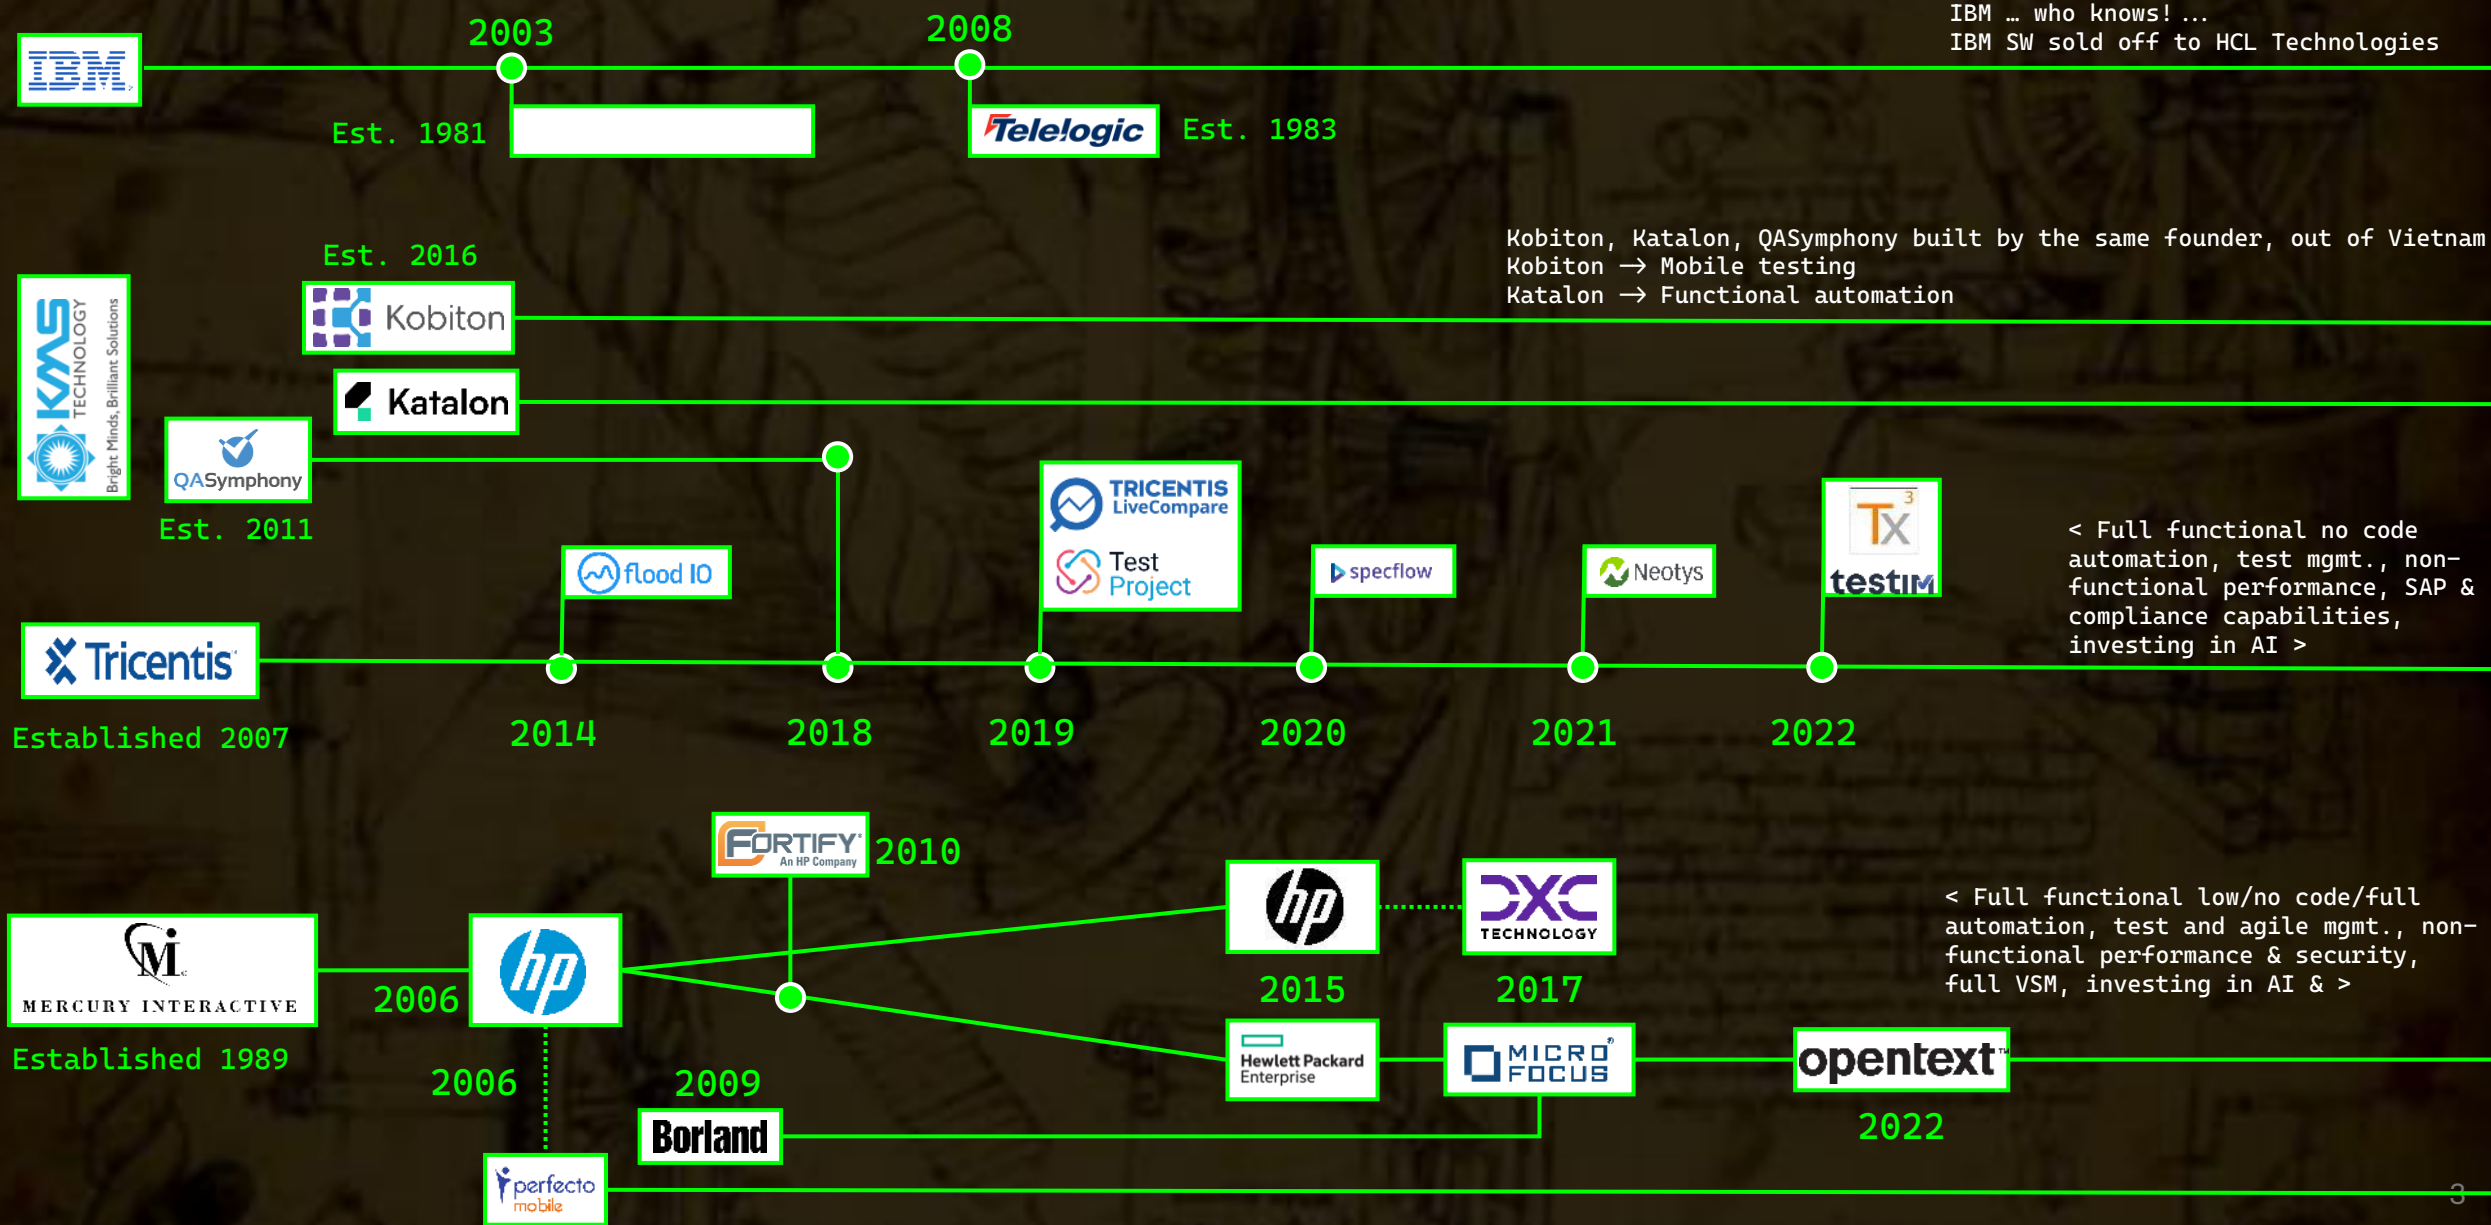 2003
2008
IBM … who knows! …
IBM SW sold off to HCL Technologies
IBM
Est. 1981
Telelogic
Est. 1983
Kobiton, Katalon, QASymphony built by the same founder, out of Vietnam
Kobiton → Mobile testing
Katalon → Functional automation
Est. 2016
KMS
TECHNOLOGY
Bright Minds, Brilliant Solutions
Kobiton
Katalon
QASymphony
Est. 2011
flood IO
TRICENTIS
LiveCompare
Test
Project
specflow
Neotys
Tx3
testim
< Full functional no code
automation, test mgmt., non-
functional performance, SAP &
compliance capabilities,
investing in AI >
Tricentis
Established 2007
2014
2018
2019
2020
2021
2022
FORTIFY
An HP Company
2010
MERCURY INTERACTIVE
Established 1989
2006
hp
hp
2015
DXC
TECHNOLOGY
2017
< Full functional low/no code/full
automation, test and agile mgmt., non-
functional performance & security,
full VSM, investing in AI & >
2006
2009
Borland
Hewlett Packard
Enterprise
MICRO
FOCUS
opentext™
2022
perfecto
mobile
3